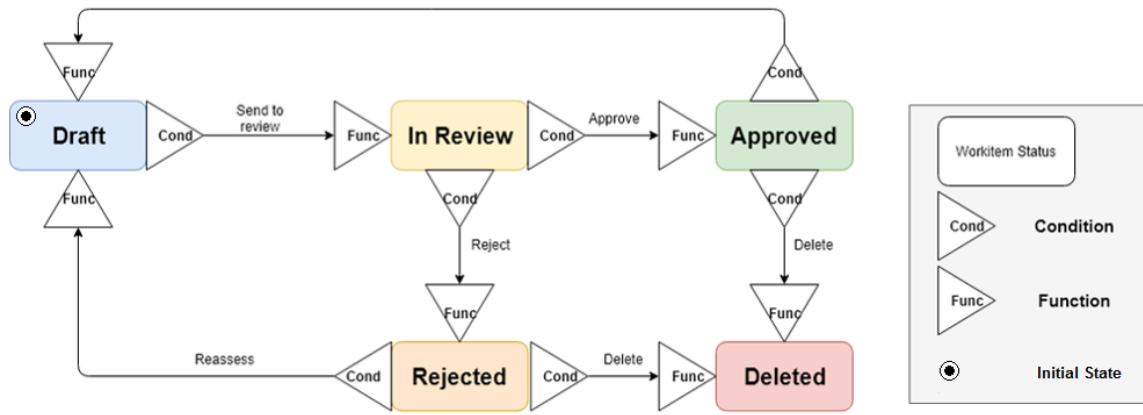 Func
Cond
Draft
Cond
Send to
review
Func
In Review
Cond
Approve
Func
Approved
Func
Cond
Cond
Reject
Delete
Func
Func
Reassess
Cond
Rejected
Cond
Delete
Func
Deleted
Workitem Status
Cond
Condition
Func
Function
Initial State